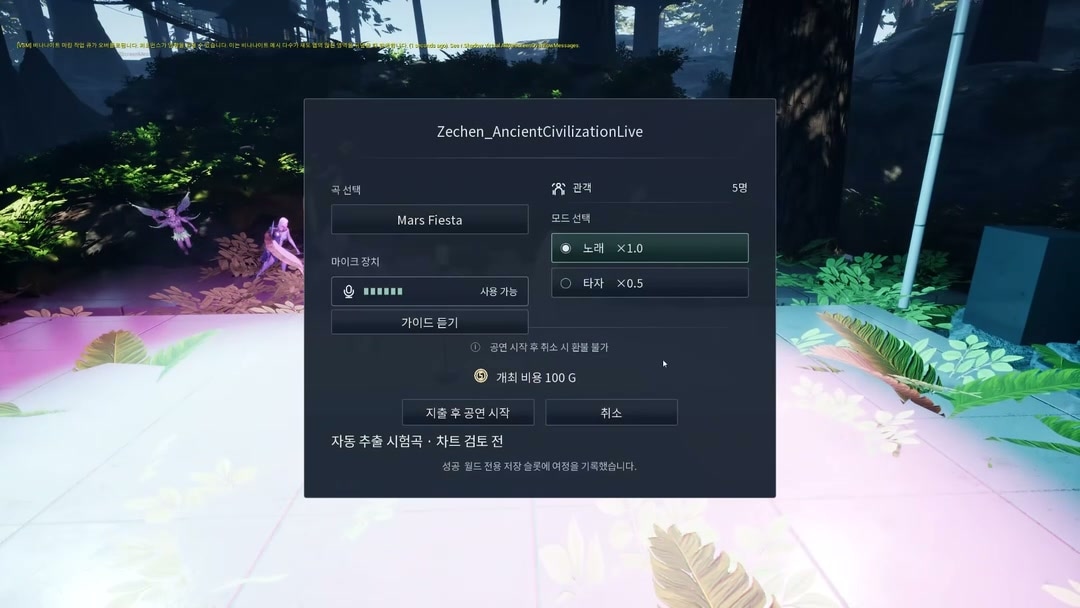 Zechen_AncientCivilizationLive
곡 선택
Mars Fiesta
마이크 장치
사용 가능
가이드 듣기
관객
5명
모드 선택
노래 ×1.0
타자 ×0.5
공연 시작 후 취소 시 환불 불가
개최 비용 100 G
지출 후 공연 시작
취소
자동 추출 시험곡 · 차트 검토 전
성공 월드 전용 저장 슬롯에 여정을 기록했습니다.